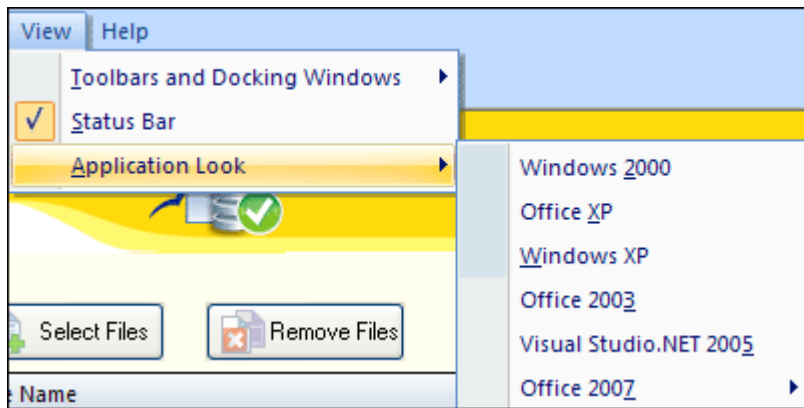 View Help
Toolbars and Docking Windows
Status Bar
Application Look
Windows 2000
Office XP
Windows XP
Office 2003
Visual Studio.NET 2005
Office 2007
Select Files Remove Files
Name